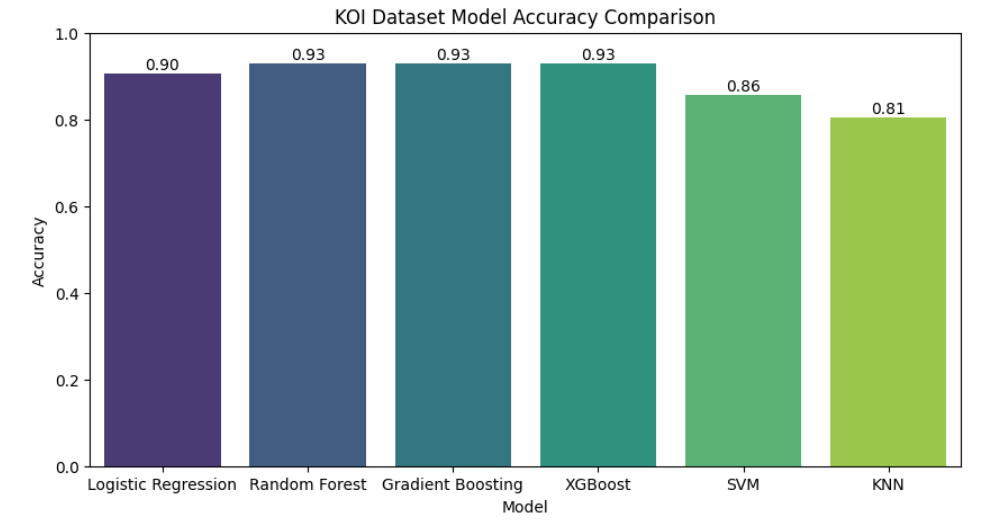 KOI Dataset Model Accuracy Comparison
1.0
0.8
0.6
0.4
0.2
0.0
Accuracy
0.90
0.93
0.93
0.93
0.86
0.81
Logistic Regression
Random Forest
Gradient Boosting
XGBoost
SVM
KNN
Model